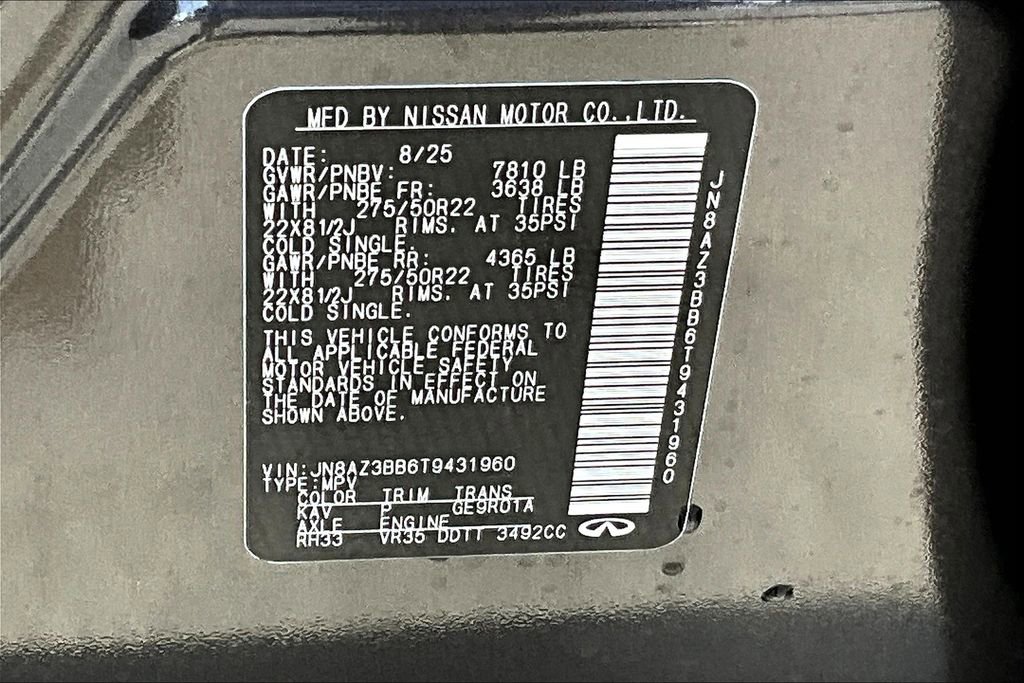 MFD BY NISSAN MOTOR CO.,LTD.
DATE: 8/25
GVWR/PNBV: 7810 LB
GAWR/PNBE FR: 3638 LB
WITH 275/50R22 TIRES
22X81/2J RIMS. AT 35PSI
COLD SINGLE.
GAWR/PNBE RR: 4365 LB
WITH 275/50R22 TIRES
22X81/2J RIMS. AT 35PSI
COLD SINGLE.
THIS VEHICLE CONFORMS TO
ALL APPLICABLE FEDERAL
MOTOR VEHICLE SAFETY
STANDARDS IN EFFECT ON
THE DATE OF MANUFACTURE
SHOWN ABOVE.
VIN:JN8AZ3BB6T9431960
TYPE:MPV
COLOR TRIM TRANS
KAV P GE9R01A
AXLE ENGINE
RH33 VR35 DDTT 3492CC
JN8AZ3BB6T9431960